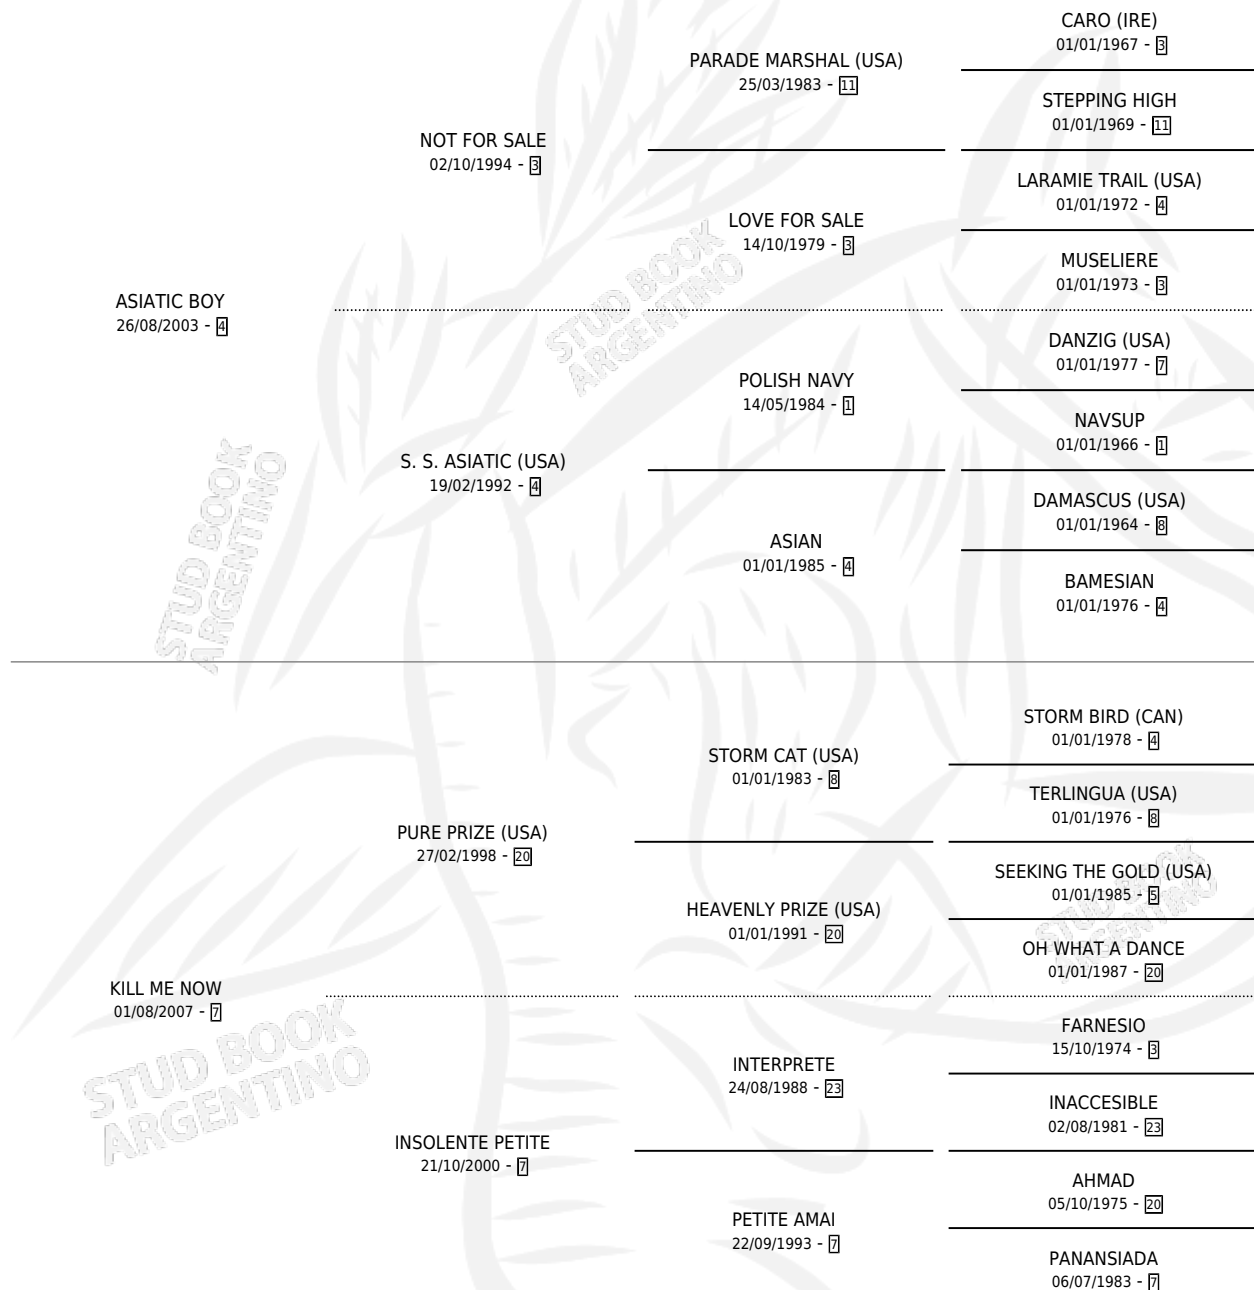 CARO (IRE)
01/01/1967 - 3
PARADE MARSHAL (USA)
25/03/1983 - 11
STEPPING HIGH
01/01/1969 - 11
NOT FOR SALE
02/10/1994 - 3
LARAMIE TRAIL (USA)
01/01/1972 - 4
LOVE FOR SALE
14/10/1979 - 3
MUSELIERE
01/01/1973 - 3
ASIATIC BOY
26/08/2003 - 4
STUD BOOK
ARGENTINO
DANZIG (USA)
01/01/1977 - 7
POLISH NAVY
14/05/1984 - 1
NAVSUP
01/01/1966 - 1
S. S. ASIATIC (USA)
19/02/1992 - 4
DAMASCUS (USA)
01/01/1964 - 8
ASIAN
01/01/1985 - 4
BAMESIAN
01/01/1976 - 4
STUD BOOK
ARGENTINO
STORM BIRD (CAN)
01/01/1978 - 4
STORM CAT (USA)
01/01/1983 - 8
TERLINGUA (USA)
01/01/1976 - 8
PURE PRIZE (USA)
27/02/1998 - 20
SEEKING THE GOLD (USA)
01/01/1985 - 5
HEAVENLY PRIZE (USA)
01/01/1991 - 20
OH WHAT A DANCE
01/01/1987 - 20
STUD BOOK
ARGENTINO
KILL ME NOW
01/08/2007 - 7
STUD BOOK
ARGENTINO
FARNESIO
15/10/1974 - 3
INTERPRETE
24/08/1988 - 23
INACCESIBLE
02/08/1981 - 23
INSOLENTE PETITE
21/10/2000 - 7
AHMAD
05/10/1975 - 20
PETITE AMAI
22/09/1993 - 7
PANANSIADA
06/07/1983 - 7